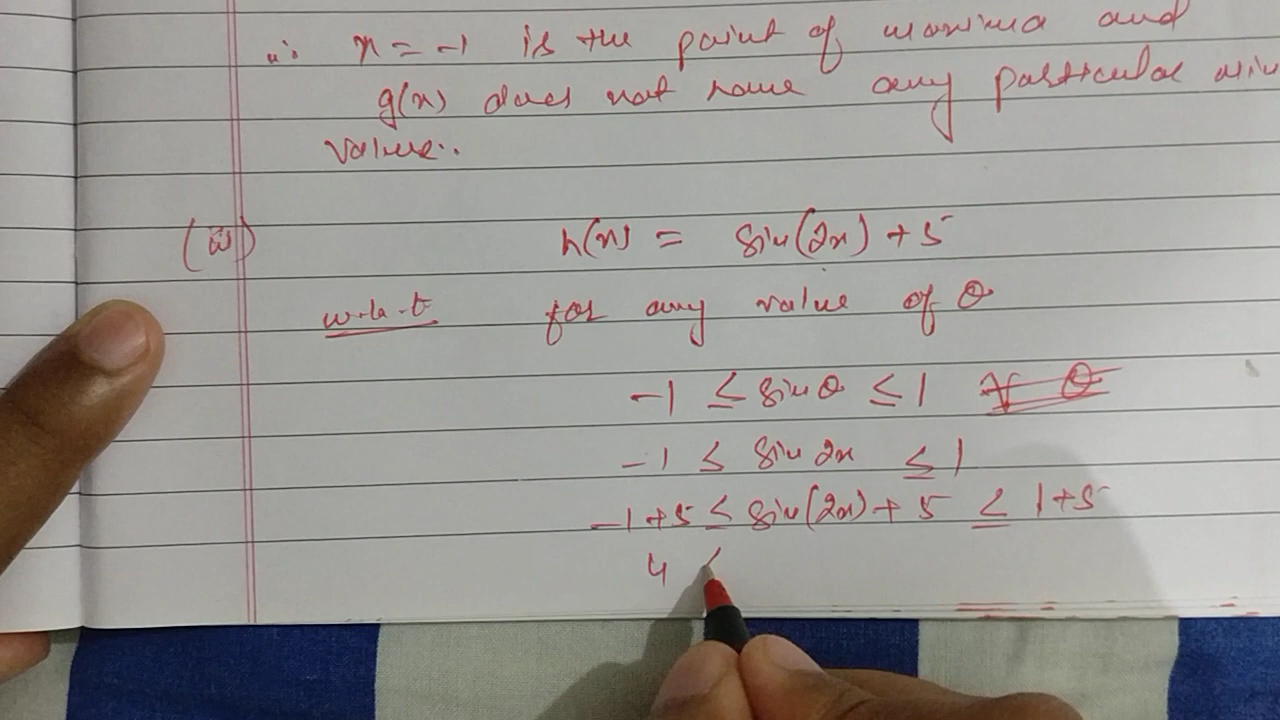 ∴ x = -1 is the point of maxima and
g(x) does not have any particular min
value.
(iii) h(x) = sin(2x) + 5
w.k.t for any value of θ
-1 ≤ sinθ ≤ 1 ∀ θ
-1 ≤ sin 2x ≤ 1
-1+5 ≤ sin(2x)+ 5 ≤ 1+5
4